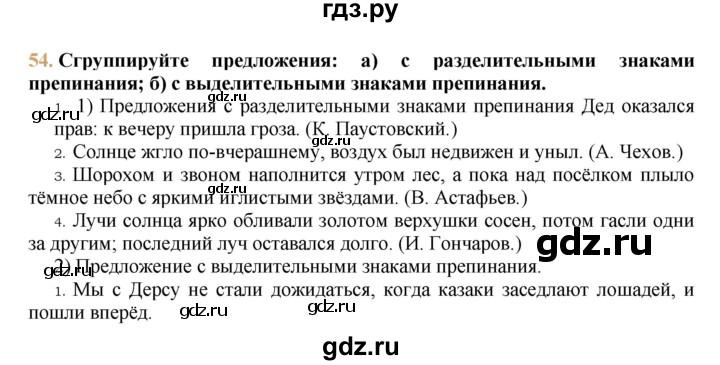 гдз.ру
54. Сгруппируйте предложения: а) с разделительными знаками
препинания; б) с выделительными знаками препинания.
1. 1) Предложения с разделительными знаками препинания Дед оказался
gdz.ru
gdz.ru
прав: к вечеру пришла гроза. (К. Паустовский.)
2. Солнце жгло по-вчерашнему, воздух был недвижен и уныл. (А. Чехов.)
3. Шорохом и звоном наполнится утром лес, а пока над посёлком плыло
тёмное небо с яркими иглистыми звёздами. (В. Астафьев.)
4. Лучи солнца ярко обливали золотом верхушки сосен, потом гасли одни
за другим; последний луч оставался долго. (И. Гончаров.)
gdz.ru
2) Предложение с выделительными знаками препинания.
gdz.ru
1. Мы с Дерсу не стали дожидаться, когда казаки заседлают лошадей, и
пошли вперёд.
gdz.ru
gdz.ru
gdz.ru